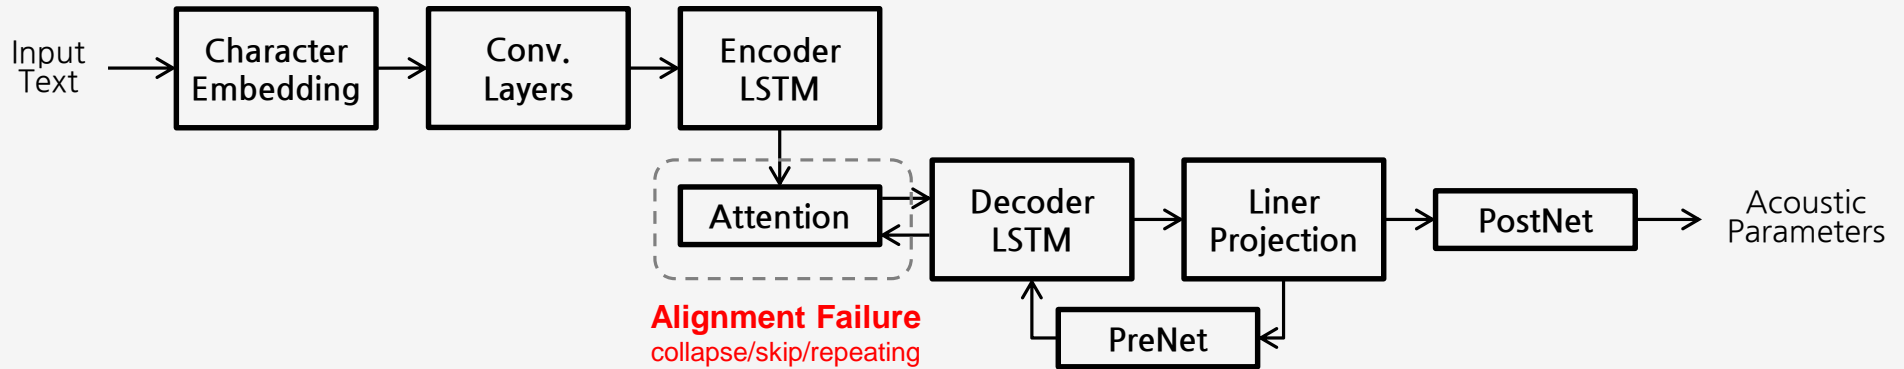 Input
Text
Character
Embedding
Conv.
Layers
Encoder
LSTM
Attention
Decoder
LSTM
Liner
Projection
PostNet
Acoustic
Parameters
Alignment Failure
collapse/skip/repeating
PreNet